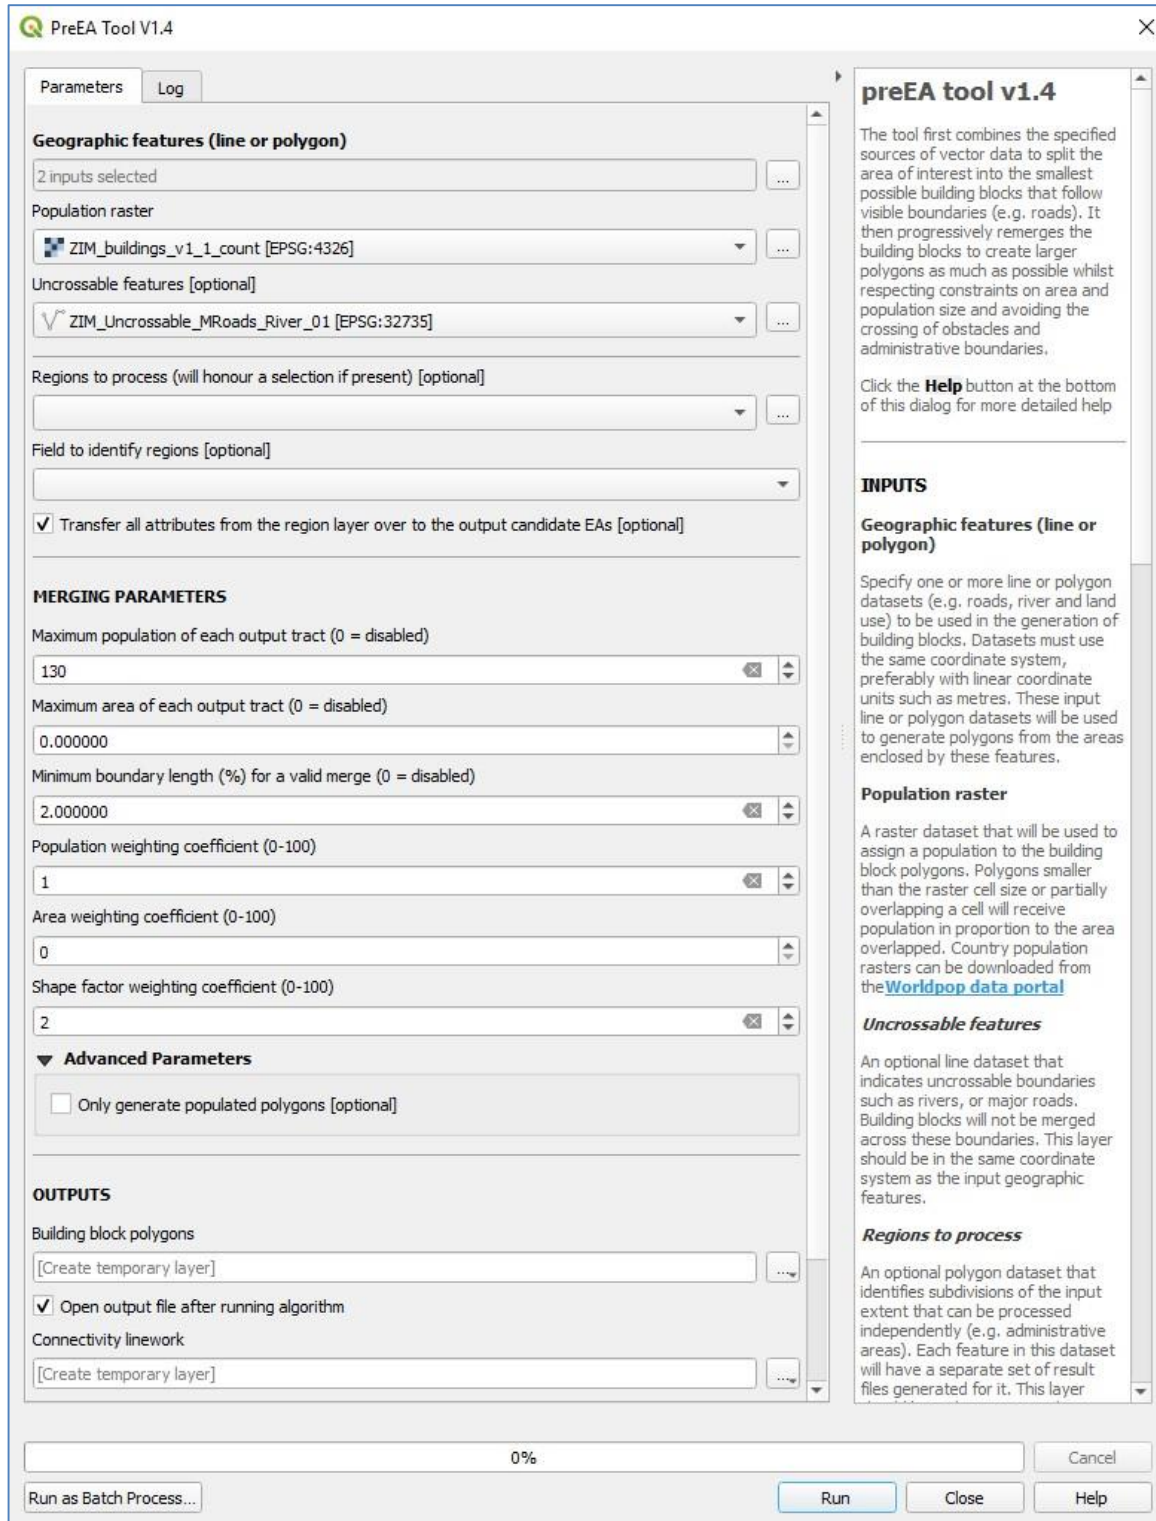 PreEA Tool V1.4
Parameters
Log
Geographic features (line or polygon)
2 inputs selected
...
Population raster
ZIM_buildings_v1_1_count [EPSG:4326]
...
Uncrossable features [optional]
ZIM_Uncrossable_MRoads_River_01 [EPSG:32735]
...
Regions to process (will honour a selection if present) [optional]
...
Field to identify regions [optional]
Transfer all attributes from the region layer over to the output candidate EAs [optional]
MERGING PARAMETERS
Maximum population of each output tract (0 = disabled)
130
Maximum area of each output tract (0 = disabled)
0.000000
Minimum boundary length (%) for a valid merge (0 = disabled)
2.000000
Population weighting coefficient (0-100)
1
Area weighting coefficient (0-100)
0
Shape factor weighting coefficient (0-100)
2
Advanced Parameters
Only generate populated polygons [optional]
OUTPUTS
Building block polygons
[Create temporary layer]
...
Open output file after running algorithm
Connectivity linework
[Create temporary layer]
...
preEA tool v1.4
The tool first combines the specified
sources of vector data to split the
area of interest into the smallest
possible building blocks that follow
visible boundaries (e.g. roads). It
then progressively remerges the
building blocks to create larger
polygons as much as possible whilst
respecting constraints on area and
population size and avoiding the
crossing of obstacles and
administrative boundaries.
Click the Help button at the bottom
of this dialog for more detailed help
INPUTS
Geographic features (line or
polygon)
Specify one or more line or polygon
datasets (e.g. roads, river and land
use) to be used in the generation of
building blocks. Datasets must use
the same coordinate system,
preferably with linear coordinate
units such as metres. These input
line or polygon datasets will be used
to generate polygons from the areas
enclosed by these features.
Population raster
A raster dataset that will be used to
assign a population to the building
block polygons. Polygons smaller
than the raster cell size or partially
overlapping a cell will receive
population in proportion to the area
overlapped. Country population
rasters can be downloaded from
theWorldpop data portal
Uncrossable features
An optional line dataset that
indicates uncrossable boundaries
such as rivers, or major roads.
Building blocks will not be merged
across these boundaries. This layer
should be in the same coordinate
system as the input geographic
features.
Regions to process
An optional polygon dataset that
identifies subdivisions of the input
extent that can be processed
independently (e.g. administrative
areas). Each feature in this dataset
will have a separate set of result
files generated for it. This layer
0%
Cancel
Run as Batch Process...
Run
Close
Help